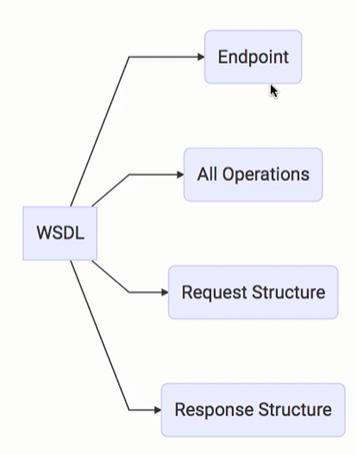 Endpoint
All Operations
WSDL
Request Structure
Response Structure